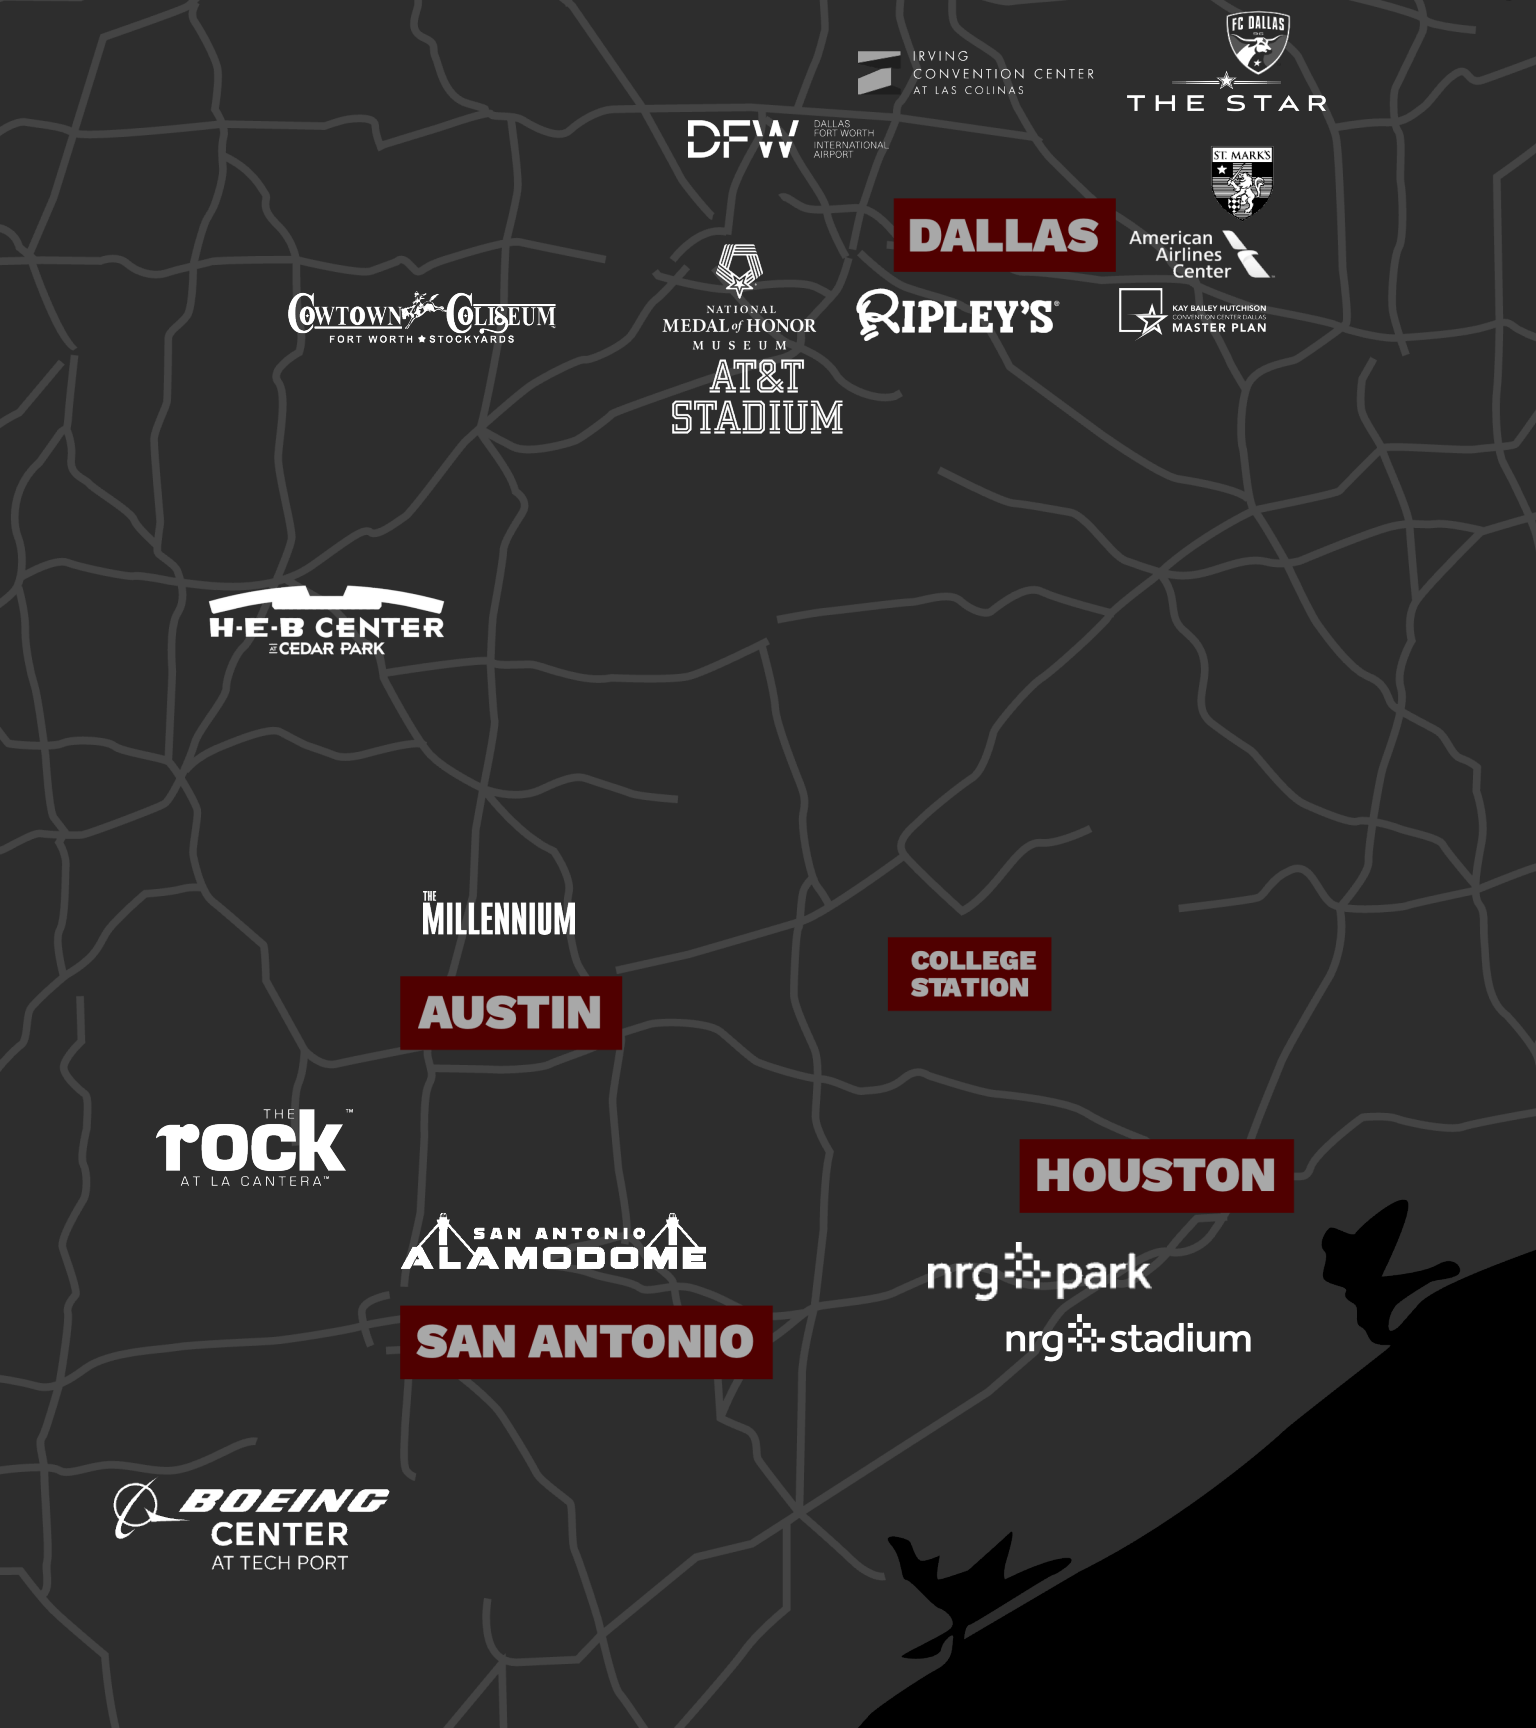 FC DALLAS
IRVING
CONVENTION CENTER
AT LAS COLINAS
THE STAR
DFW
DALLAS
FORT WORTH
INTERNATIONAL
AIRPORT
ST. MARK'S
DALLAS
American
Airlines
Center
COWTOWN COLISEUM
FORT WORTH ★ STOCKYARDS
NATIONAL
MEDAL of HONOR
MUSEUM
RIPLEY'S®
KAY BAILEY HUTCHISON
CONVENTION CENTER DALLAS
MASTER PLAN
AT&T
STADIUM
H-E-B CENTER
AT CEDAR PARK
THE
MILLENNIUM
COLLEGE
STATION
AUSTIN
THE
rock™
AT LA CANTERA™
HOUSTON
SAN ANTONIO
ALAMODOME
nrg park
SAN ANTONIO
nrg stadium
BOEING
CENTER
AT TECH PORT